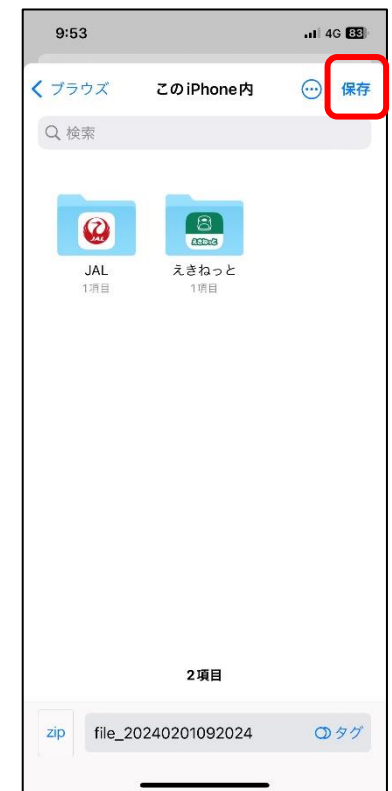 9:53 4G 83
ブラウズ このiPhone内 保存
検索
JAL
JAL えきねっと
1項目 1項目
2項目
zip file_20240201092024 タグ